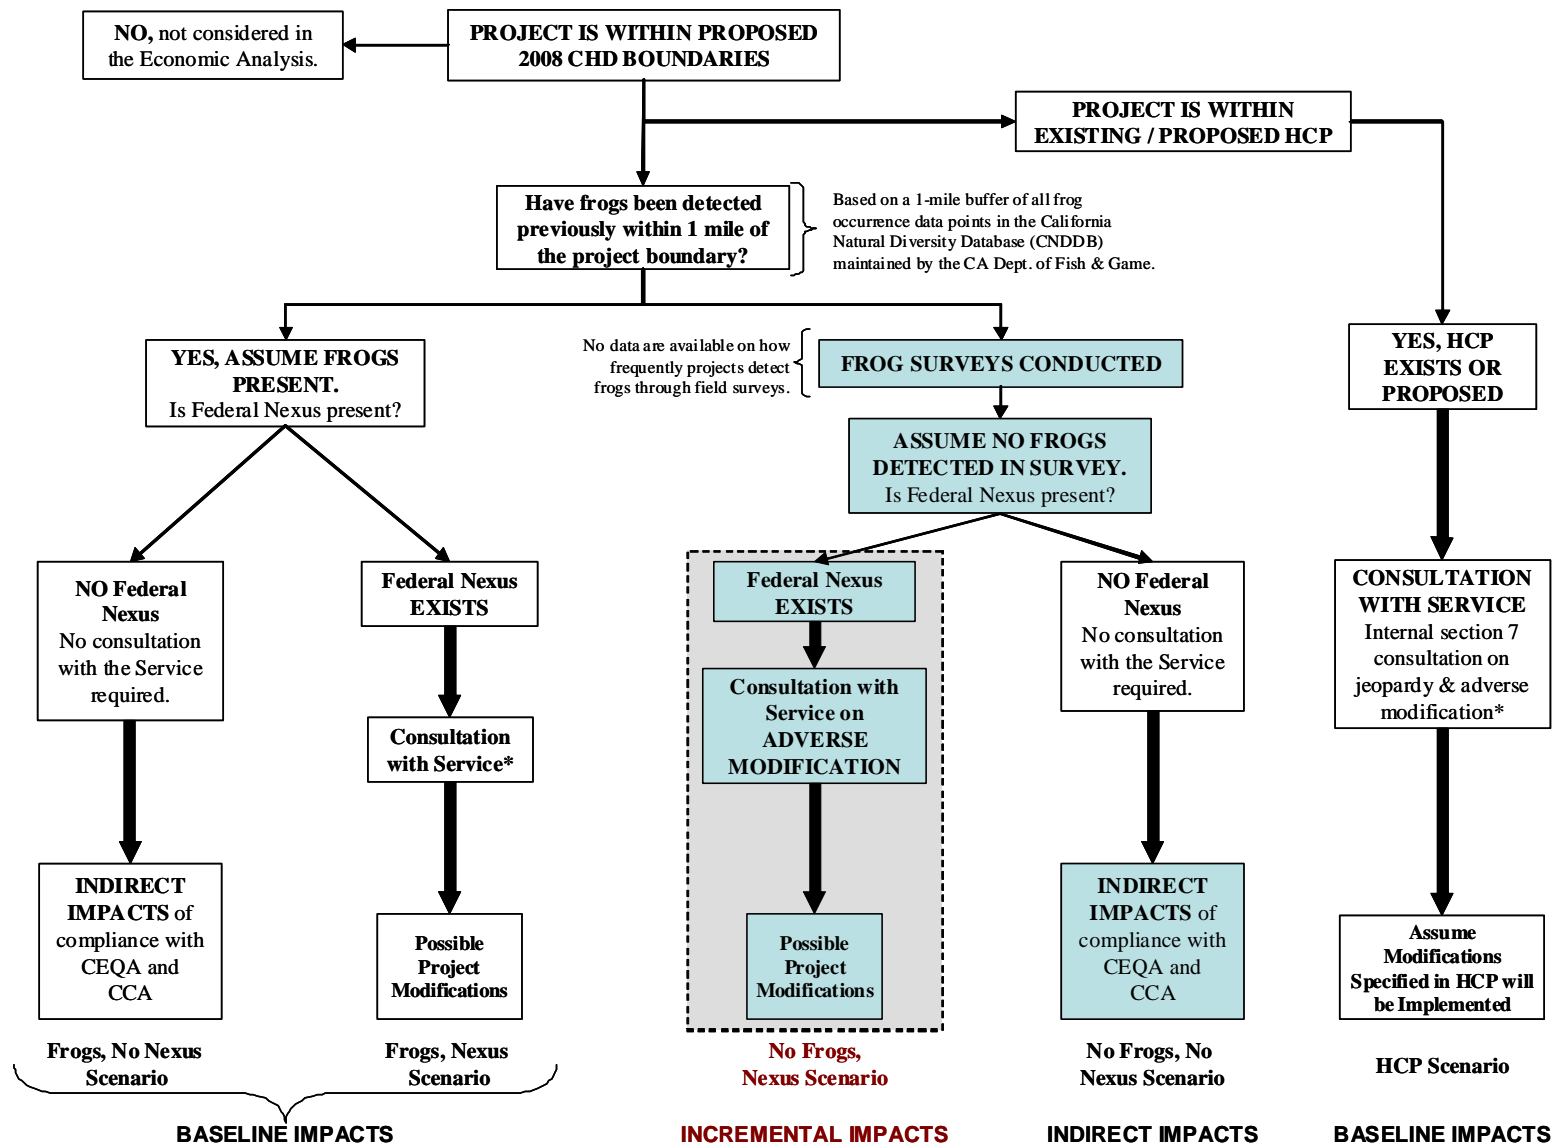 NO, not considered in
the Economic Analysis.
PROJECT IS WITHIN PROPOSED
2008 CHD BOUNDARIES
PROJECT IS WITHIN
EXISTING / PROPOSED HCP
Have frogs been detected
previously within 1 mile of
the project boundary?
Based on a 1-mile buffer of all frog
occurrence data points in the California
Natural Diversity Database (CNDDB)
maintained by the CA Dept. of Fish & Game.
YES, ASSUME FROGS
PRESENT.
Is Federal Nexus present?
No data are available on how
frequently projects detect
frogs through field surveys.
FROG SURVEYS CONDUCTED
YES, HCP
EXISTS OR
PROPOSED
ASSUME NO FROGS
DETECTED IN SURVEY.
Is Federal Nexus present?
NO Federal
Nexus
No consultation
with the Service
required.
Federal Nexus
EXISTS
Federal Nexus
EXISTS
NO Federal
Nexus
No consultation
with the Service
required.
CONSULTATION
WITH SERVICE
Internal section 7
consultation on
jeopardy & adverse
modification*
Consultation
with Service*
Consultation with
Service on
ADVERSE
MODIFICATION
INDIRECT
IMPACTS of
compliance with
CEQA and
CCA
Possible
Project
Modifications
Possible
Project
Modifications
INDIRECT
IMPACTS of
compliance with
CEQA and
CCA
Assume
Modifications
Specified in HCP will
be Implemented
Frogs, No Nexus
Scenario
Frogs, Nexus
Scenario
No Frogs,
Nexus Scenario
No Frogs, No
Nexus Scenario
HCP Scenario
BASELINE IMPACTS
INCREMENTAL IMPACTS
INDIRECT IMPACTS
BASELINE IMPACTS